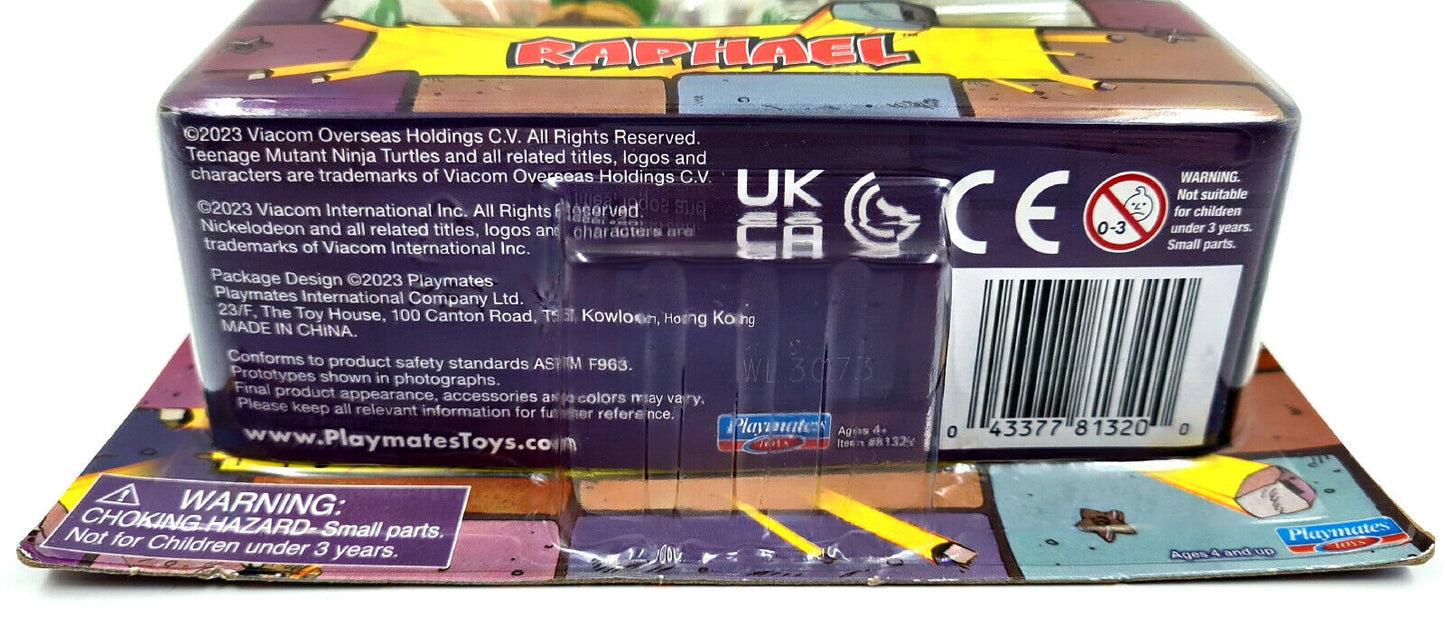 RAPHAEL™
©2023 Viacom Overseas Holdings C.V. All Rights Reserved.
Teenage Mutant Ninja Turtles and all related titles, logos and
characters are trademarks of Viacom Overseas Holdings C.V.
©2023 Viacom International Inc. All Rights Reserved.
Nickelodeon and all related titles, logos and characters are
trademarks of Viacom International Inc.
Package Design ©2023 Playmates
Playmates International Company Ltd.
23/F, The Toy House, 100 Canton Road, TST, Kowloon, Hong Kong
MADE IN CHINA.
Conforms to product safety standards ASTM F963.
Prototypes shown in photographs.
Final product appearance, accessories and colors may vary.
Please keep all relevant information for further reference.
www.PlaymatesToys.com
UK
CA
CE
0-3
WARNING.
Not suitable
for children
under 3 years.
Small parts.
WL 3073
Playmates
TOYS
Ages 4+
Item #81324
0 43377 81320 0
WARNING:
CHOKING HAZARD- Small parts.
Not for Children under 3 years.
Playmates
TOYS
Ages 4 and up